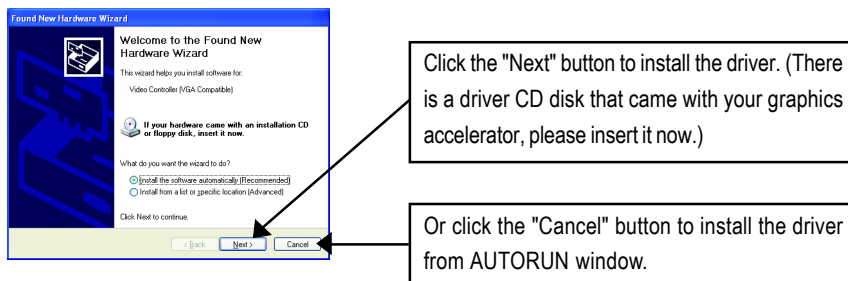 Found New Hardware Wizard
Welcome to the Found New
Hardware Wizard
This wizard helps you install software for:
Video Controller (VGA Compatible)
If your hardware came with an installation CD
or floppy disk, insert it now.
What do you want the wizard to do?
Install the software automatically (Recommended)
Install from a list or specific location (Advanced)
Click Next to continue.
< Back
Next >
Cancel
Click the "Next" button to install the driver. (There
is a driver CD disk that came with your graphics
accelerator, please insert it now.)
Or click the "Cancel" button to install the driver
from AUTORUN window.